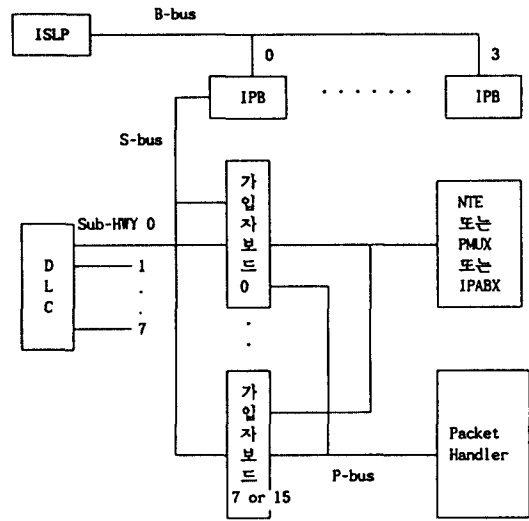 B-bus
ISLP
0
3
IPB
. . . . . .
IPB
S-bus
가
입
자
보
드
0
NTE
또는
PMUX
또는
IPABX
Sub-HWY 0
D
L
C
1
.
.
7
.
.
가
입
자
보
드
7 or 15
Packet
Handler
P-bus